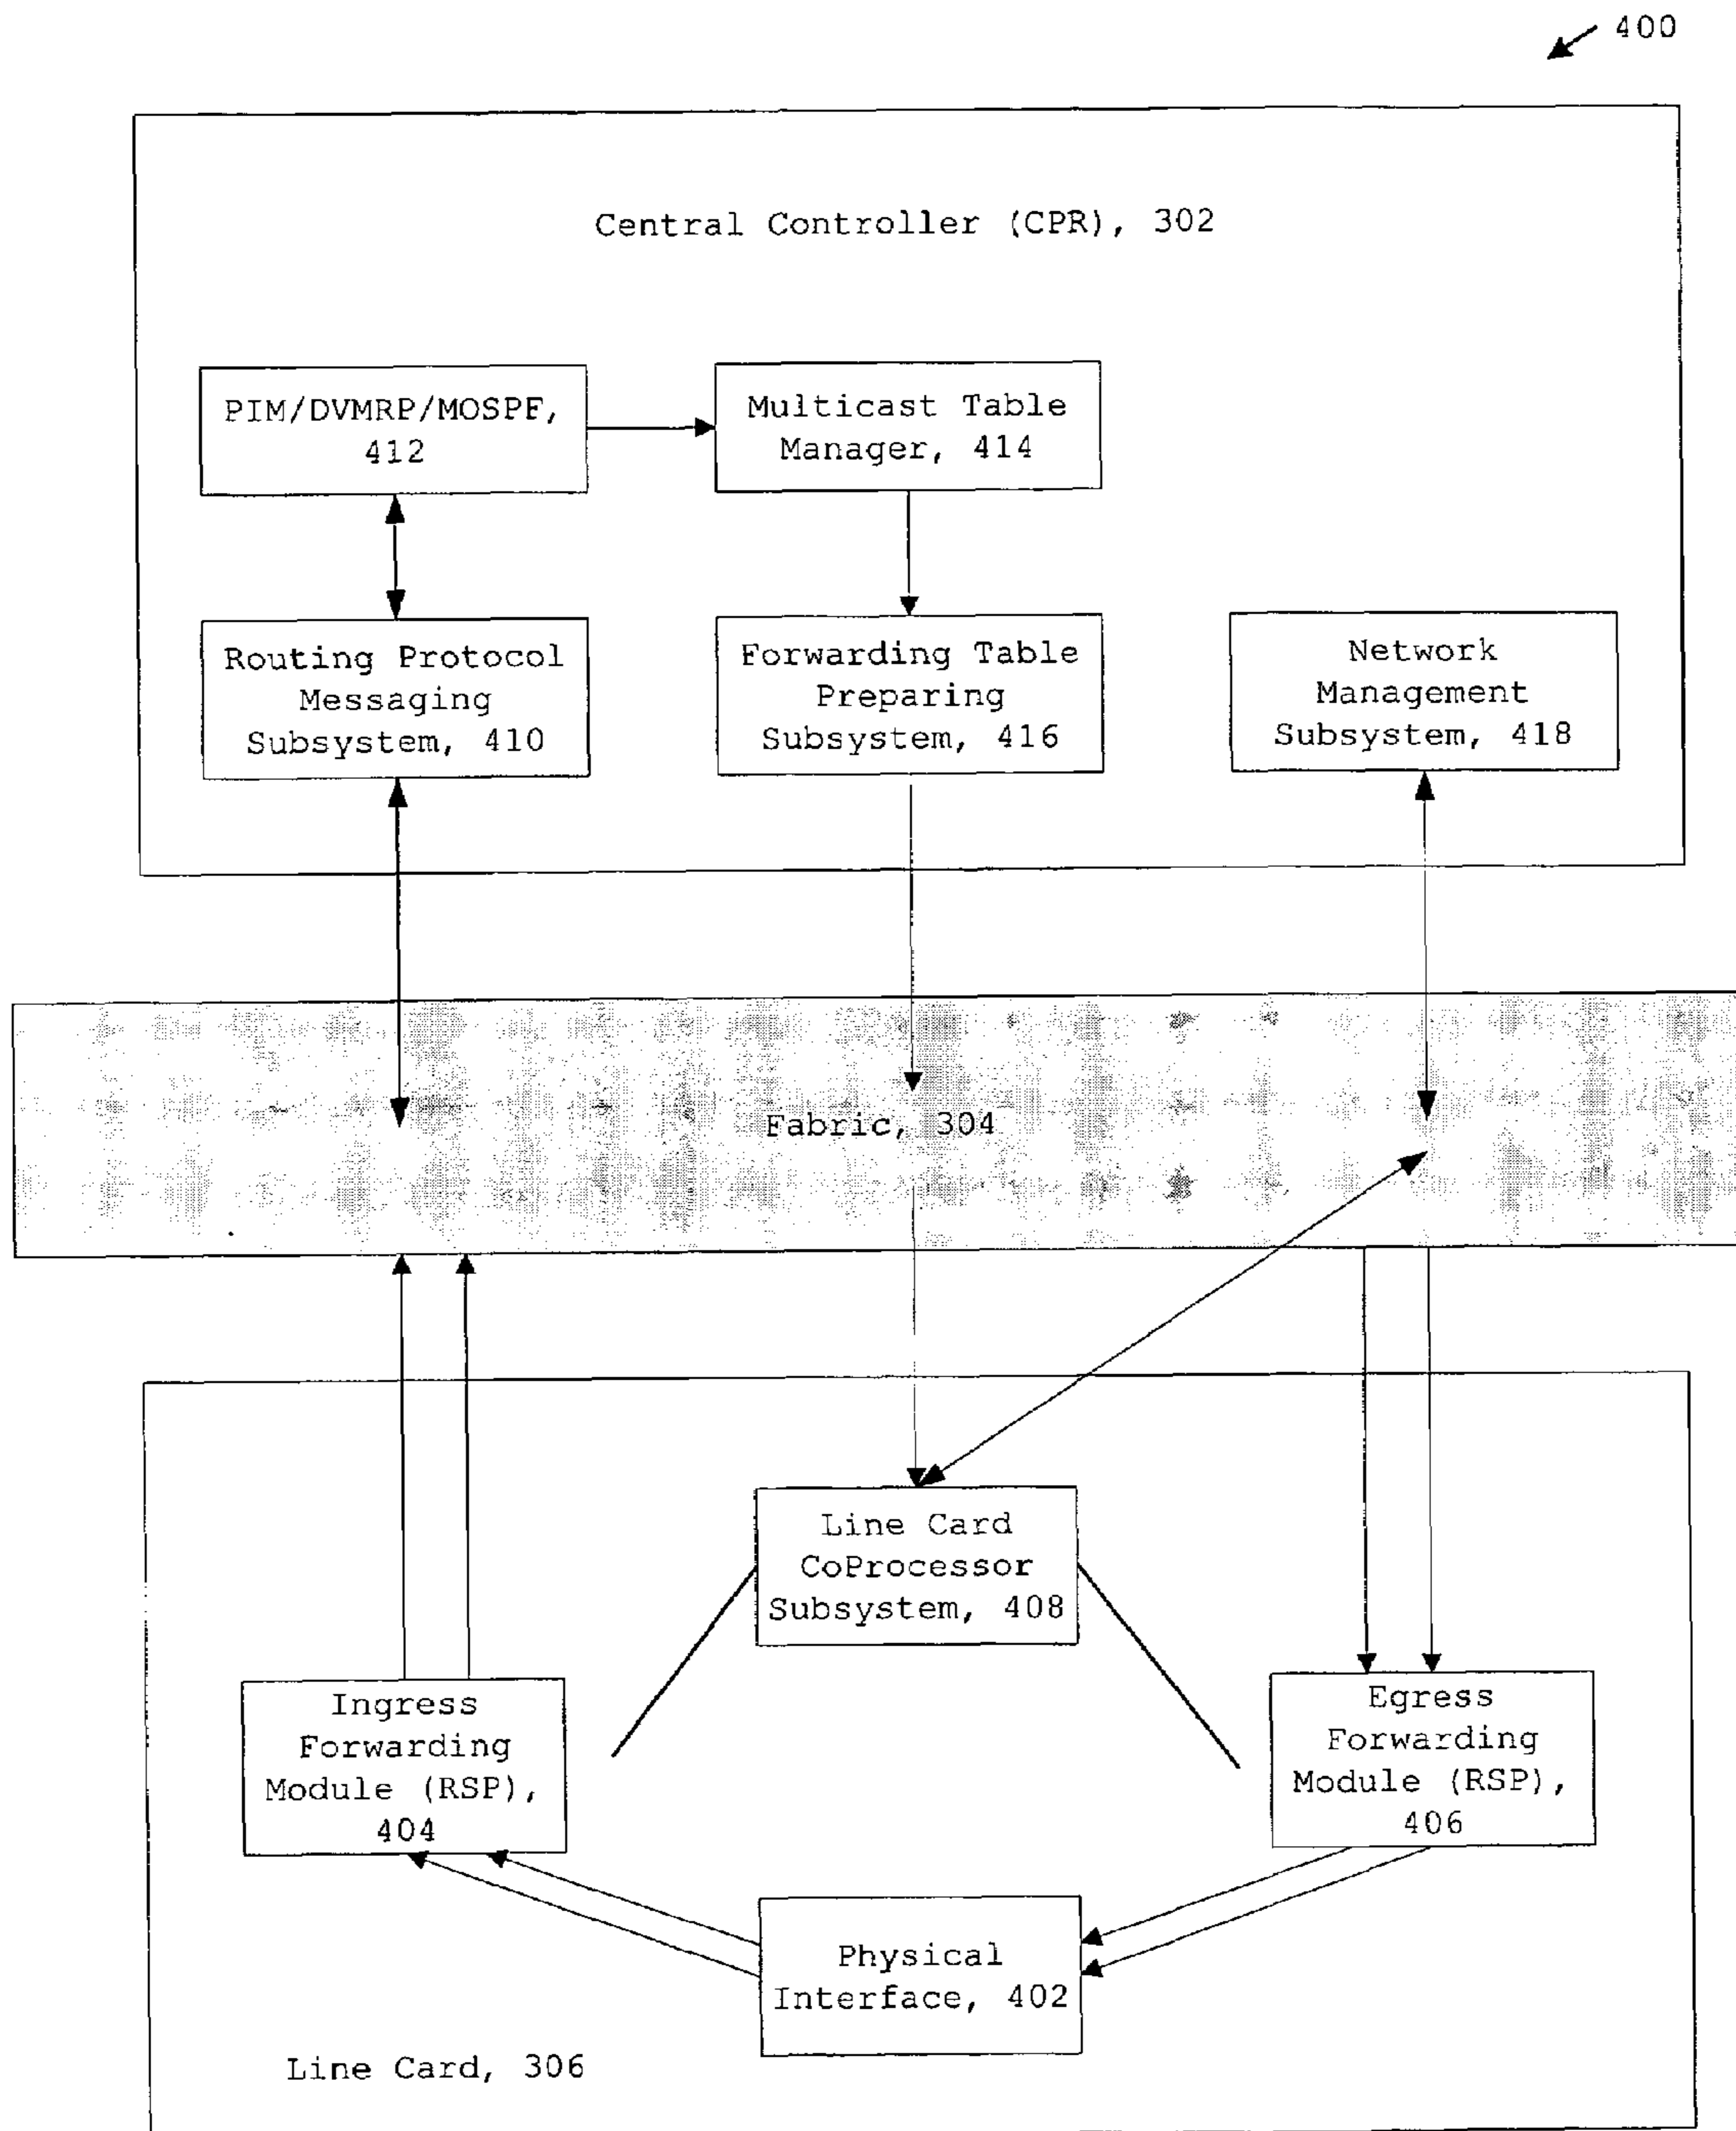 400
Central Controller (CPR), 302
PIM/DVMRP/MOSPF,
412
Multicast Table
Manager, 414
Routing Protocol
Messaging
Subsystem, 410
Forwarding Table
Preparing
Subsystem, 416
Network
Management
Subsystem, 418
Fabric, 304
Line Card
CoProcessor
Subsystem, 408
Ingress
Forwarding
Module (RSP),
404
Egress
Forwarding
Module (RSP),
406
Physical
Interface, 402
Line Card, 306